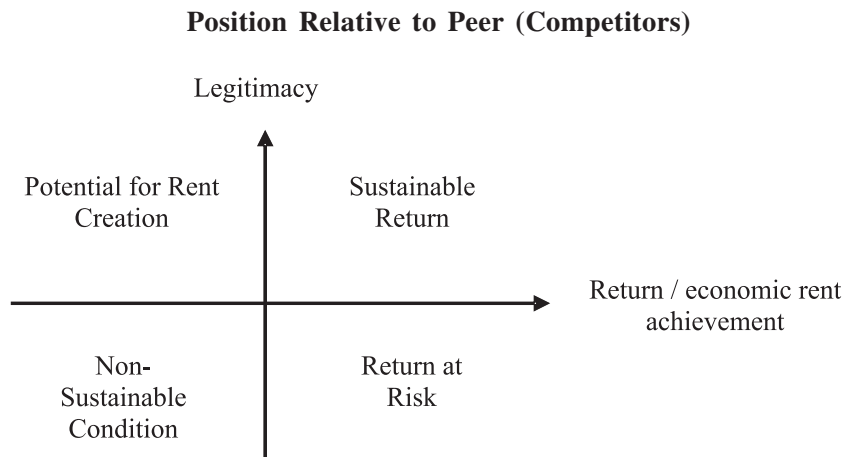 Position Relative to Peer (Competitors)
Legitimacy
Potential for Rent
Creation
Sustainable
Return
Return / economic rent
achievement
Non-
Sustainable
Condition
Return at
Risk